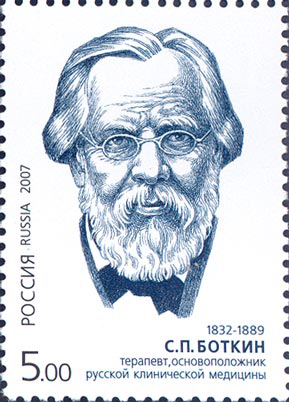 РОССИЯ · RUSSIA 2007
1832-1889
С.П. БОТКИН
терапевт,основоположник
русской клинической медицины
5.00